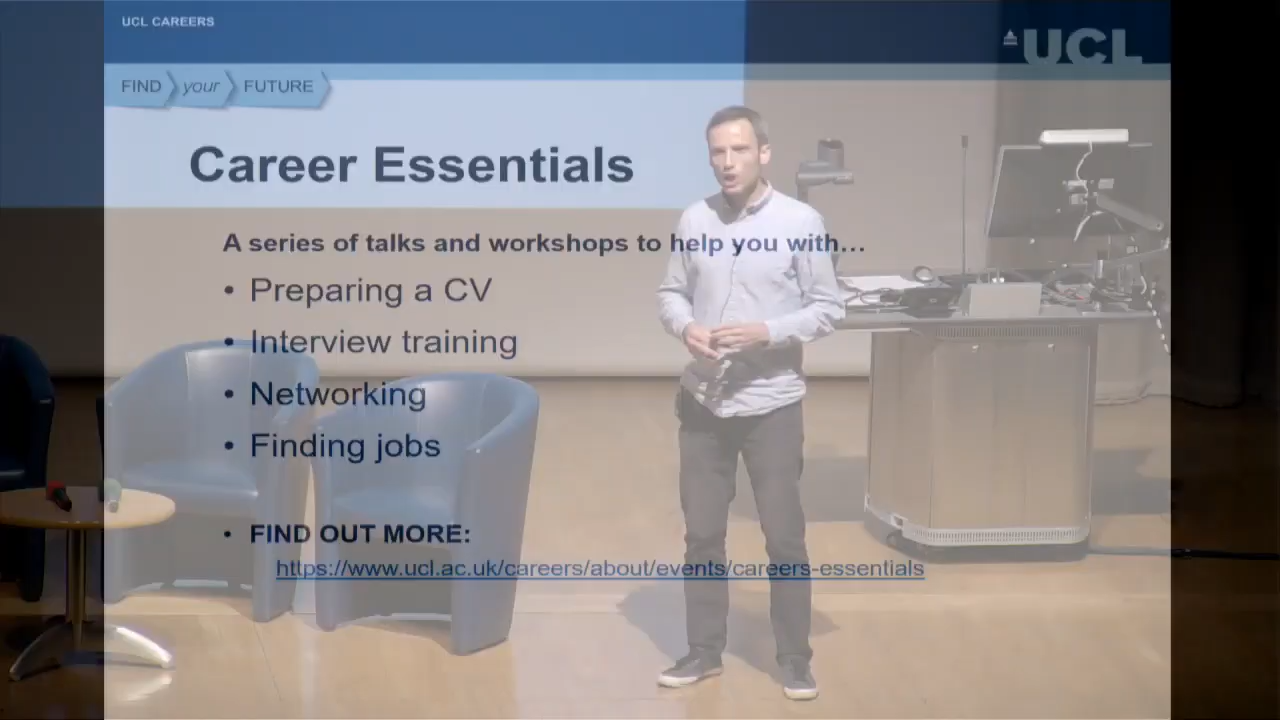 UCL CAREERS
UCL
FIND your FUTURE
Career Essentials
A series of talks and workshops to help you with…
• Preparing a CV
• Interview training
• Networking
• Finding jobs
• FIND OUT MORE:
https://www.ucl.ac.uk/careers/about/events/careers-essentials